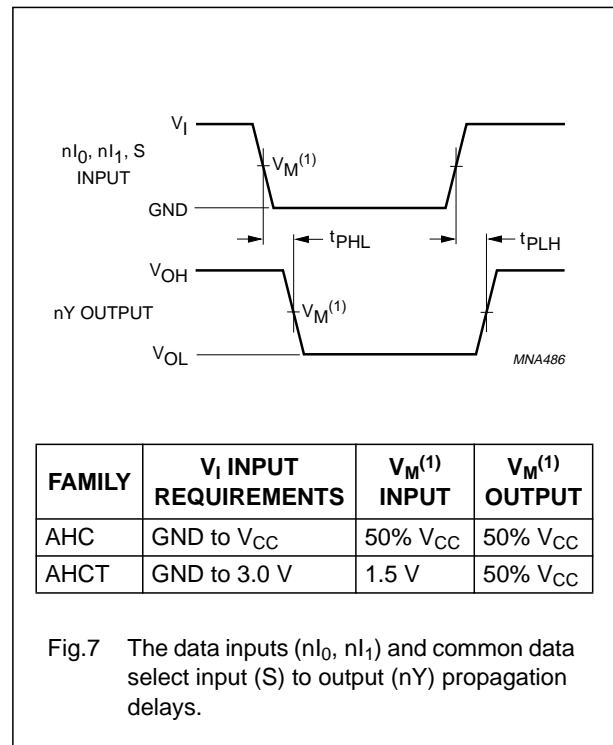 V_I
nI_0, nI_1, S
INPUT
V_M^(1)
GND
t_PHL
t_PLH
V_OH
nY OUTPUT
V_M^(1)
V_OL
MNA486
FAMILY V_I INPUT REQUIREMENTS V_M^(1) INPUT V_M^(1) OUTPUT
AHC GND to V_CC 50% V_CC 50% V_CC
AHCT GND to 3.0 V 1.5 V 50% V_CC
Fig.7 The data inputs (nI_0, nI_1) and common data
select input (S) to output (nY) propagation
delays.